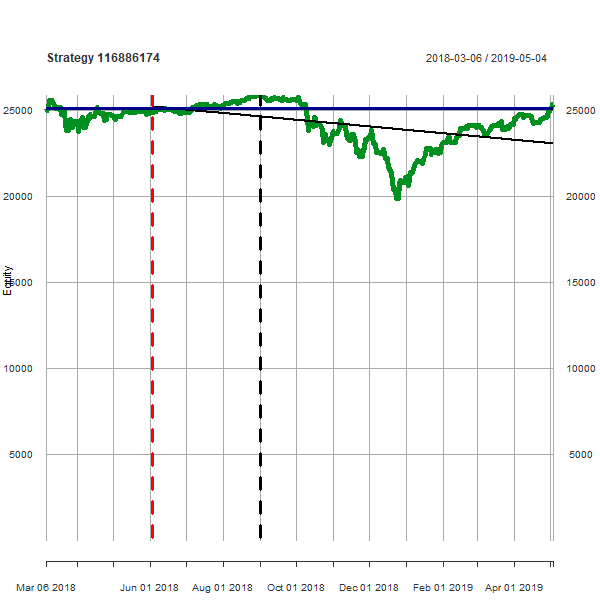 Strategy 116886174
2018-03-06 / 2019-05-04
25000
25000
20000
20000
Equity
15000
15000
10000
10000
5000
5000
Mar 06 2018
Jun 01 2018
Aug 01 2018
Oct 01 2018
Dec 01 2018
Feb 01 2019
Apr 01 2019